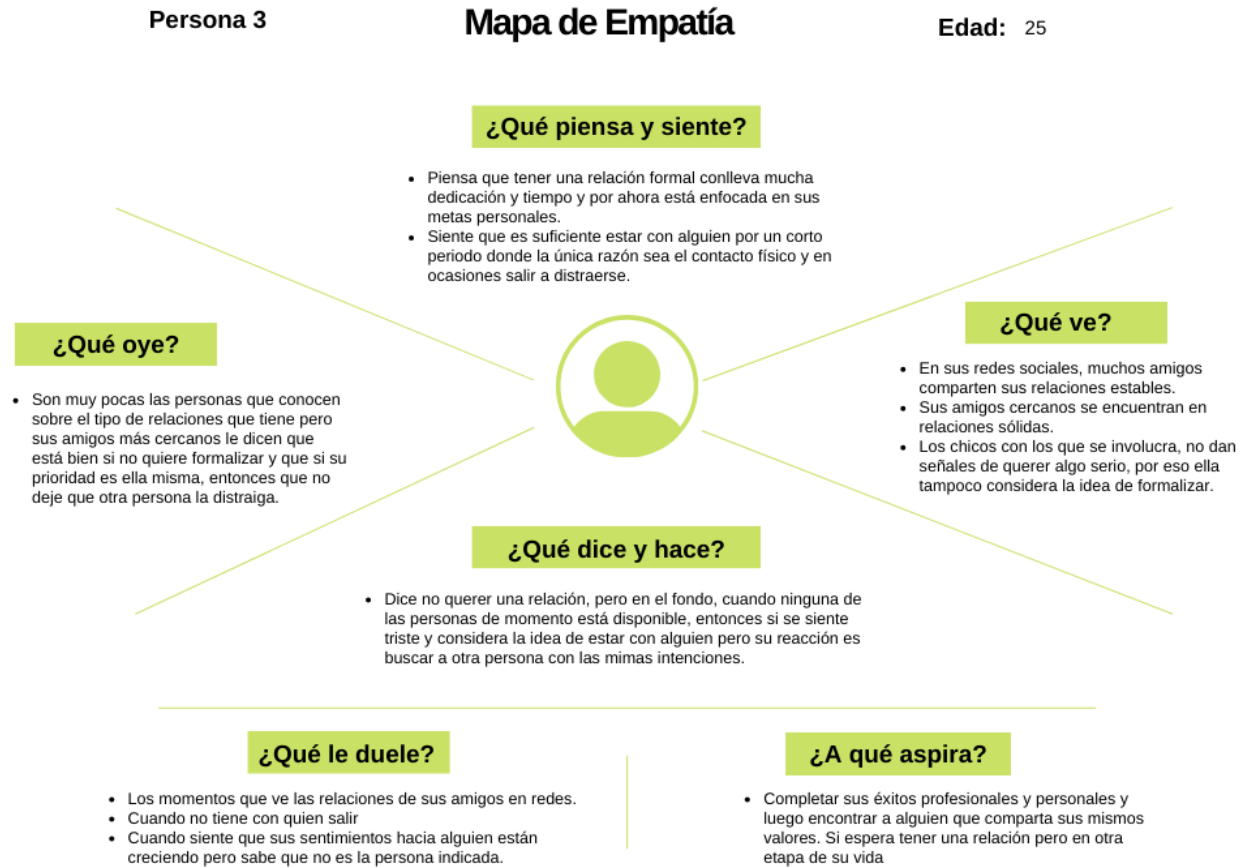 Persona 3
Mapa de Empatía
Edad: 25
¿Qué piensa y siente?
• Piensa que tener una relación formal conlleva mucha
dedicación y tiempo y por ahora está enfocada en sus
metas personales.
• Siente que es suficiente estar con alguien por un corto
periodo donde la única razón sea el contacto físico y en
ocasiones salir a distraerse.
¿Qué oye?
• Son muy pocas las personas que conocen
sobre el tipo de relaciones que tiene pero
sus amigos más cercanos le dicen que
está bien si no quiere formalizar y que si su
prioridad es ella misma, entonces que no
deje que otra persona la distraiga.
¿Qué ve?
• En sus redes sociales, muchos amigos
comparten sus relaciones estables.
• Sus amigos cercanos se encuentran en
relaciones sólidas.
• Los chicos con los que se involucra, no dan
señales de querer algo serio, por eso ella
tampoco considera la idea de formalizar.
¿Qué dice y hace?
• Dice no querer una relación, pero en el fondo, cuando ninguna de
las personas de momento está disponible, entonces si se siente
triste y considera la idea de estar con alguien pero su reacción es
buscar a otra persona con las mimas intenciones.
¿Qué le duele?
• Los momentos que ve las relaciones de sus amigos en redes.
• Cuando no tiene con quien salir
• Cuando siente que sus sentimientos hacia alguien están
creciendo pero sabe que no es la persona indicada.
¿A qué aspira?
• Completar sus éxitos profesionales y personales y
luego encontrar a alguien que comparta sus mismos
valores. Si espera tener una relación pero en otra
etapa de su vida